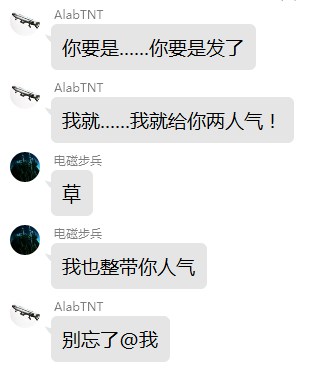 AlabTNT
你要是……你要是发了
AlabTNT
我就……我就给你两人气！
电磁步兵
草
电磁步兵
我也整带你人气
AlabTNT
别忘了@我